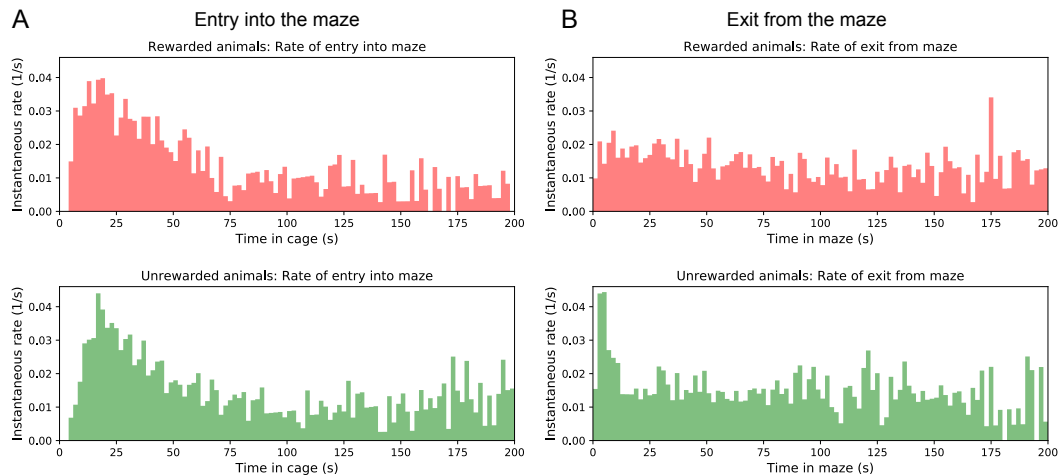 A
Entry into the maze
Rewarded animals: Rate of entry into maze
Instantaneous rate (1/s)
0.04
0.03
0.02
0.01
0.00
0 25 50 75 100 125 150 175 200
Time in cage (s)
Unrewarded animals: Rate of entry into maze
Instantaneous rate (1/s)
0.04
0.03
0.02
0.01
0.00
0 25 50 75 100 125 150 175 200
Time in cage (s)
B
Exit from the maze
Rewarded animals: Rate of exit from maze
Instantaneous rate (1/s)
0.04
0.03
0.02
0.01
0.00
0 25 50 75 100 125 150 175 200
Time in maze (s)
Unrewarded animals: Rate of exit from maze
Instantaneous rate (1/s)
0.04
0.03
0.02
0.01
0.00
0 25 50 75 100 125 150 175 200
Time in maze (s)